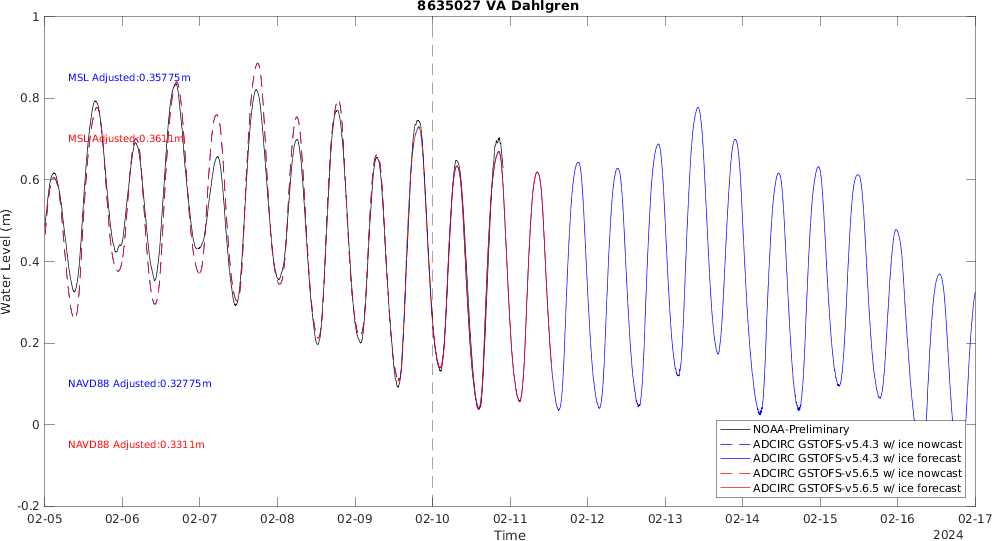 8635027 VA Dahlgren
1
0.8
0.6
0.4
0.2
0
-0.2
Water Level (m)
MSL Adjusted:0.35775m
MSL Adjusted:0.3611m
NAVD88 Adjusted:0.32775m
NAVD88 Adjusted:0.3311m
NOAA-Preliminary
ADCIRC GSTOFS-v5.4.3 w/ ice nowcast
ADCIRC GSTOFS-v5.4.3 w/ ice forecast
ADCIRC GSTOFS-v5.6.5 w/ ice nowcast
ADCIRC GSTOFS-v5.6.5 w/ ice forecast
02-05 02-06 02-07 02-08 02-09 02-10 02-11 02-12 02-13 02-14 02-15 02-16 02-17
Time
2024